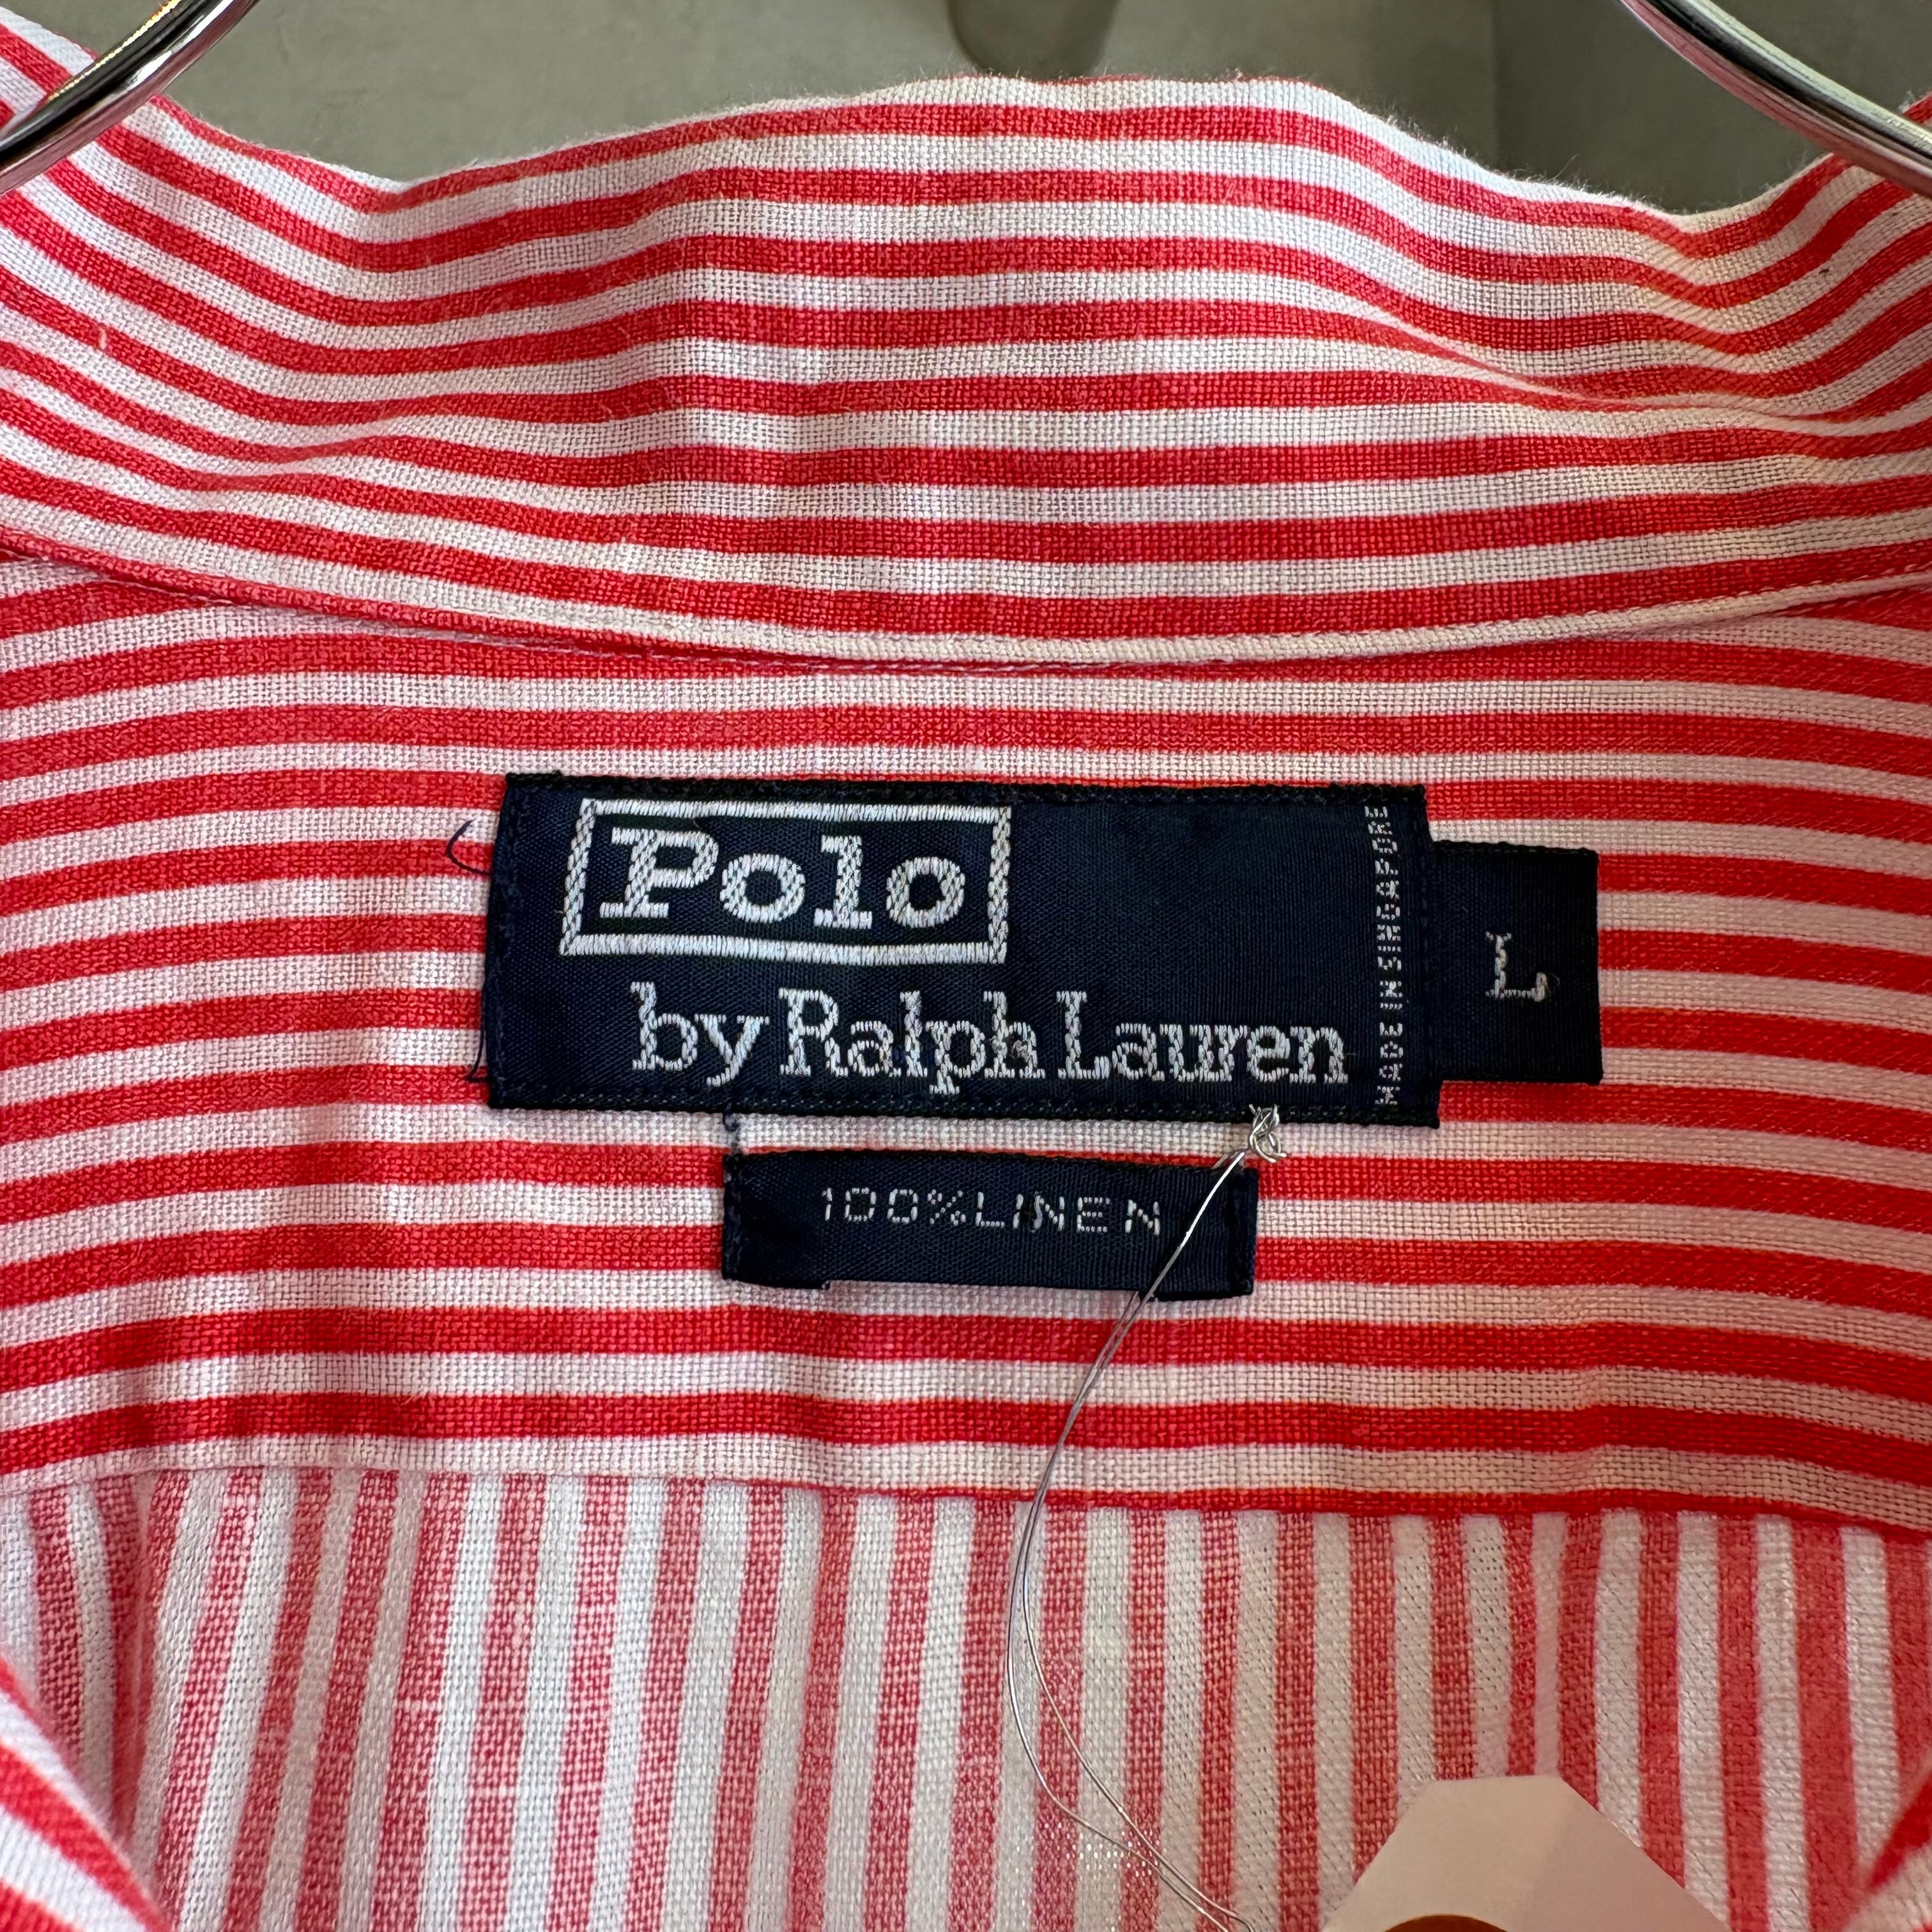 Polo
by Ralph Lauren
MADE IN SINGAPORE
L
100%LINEN